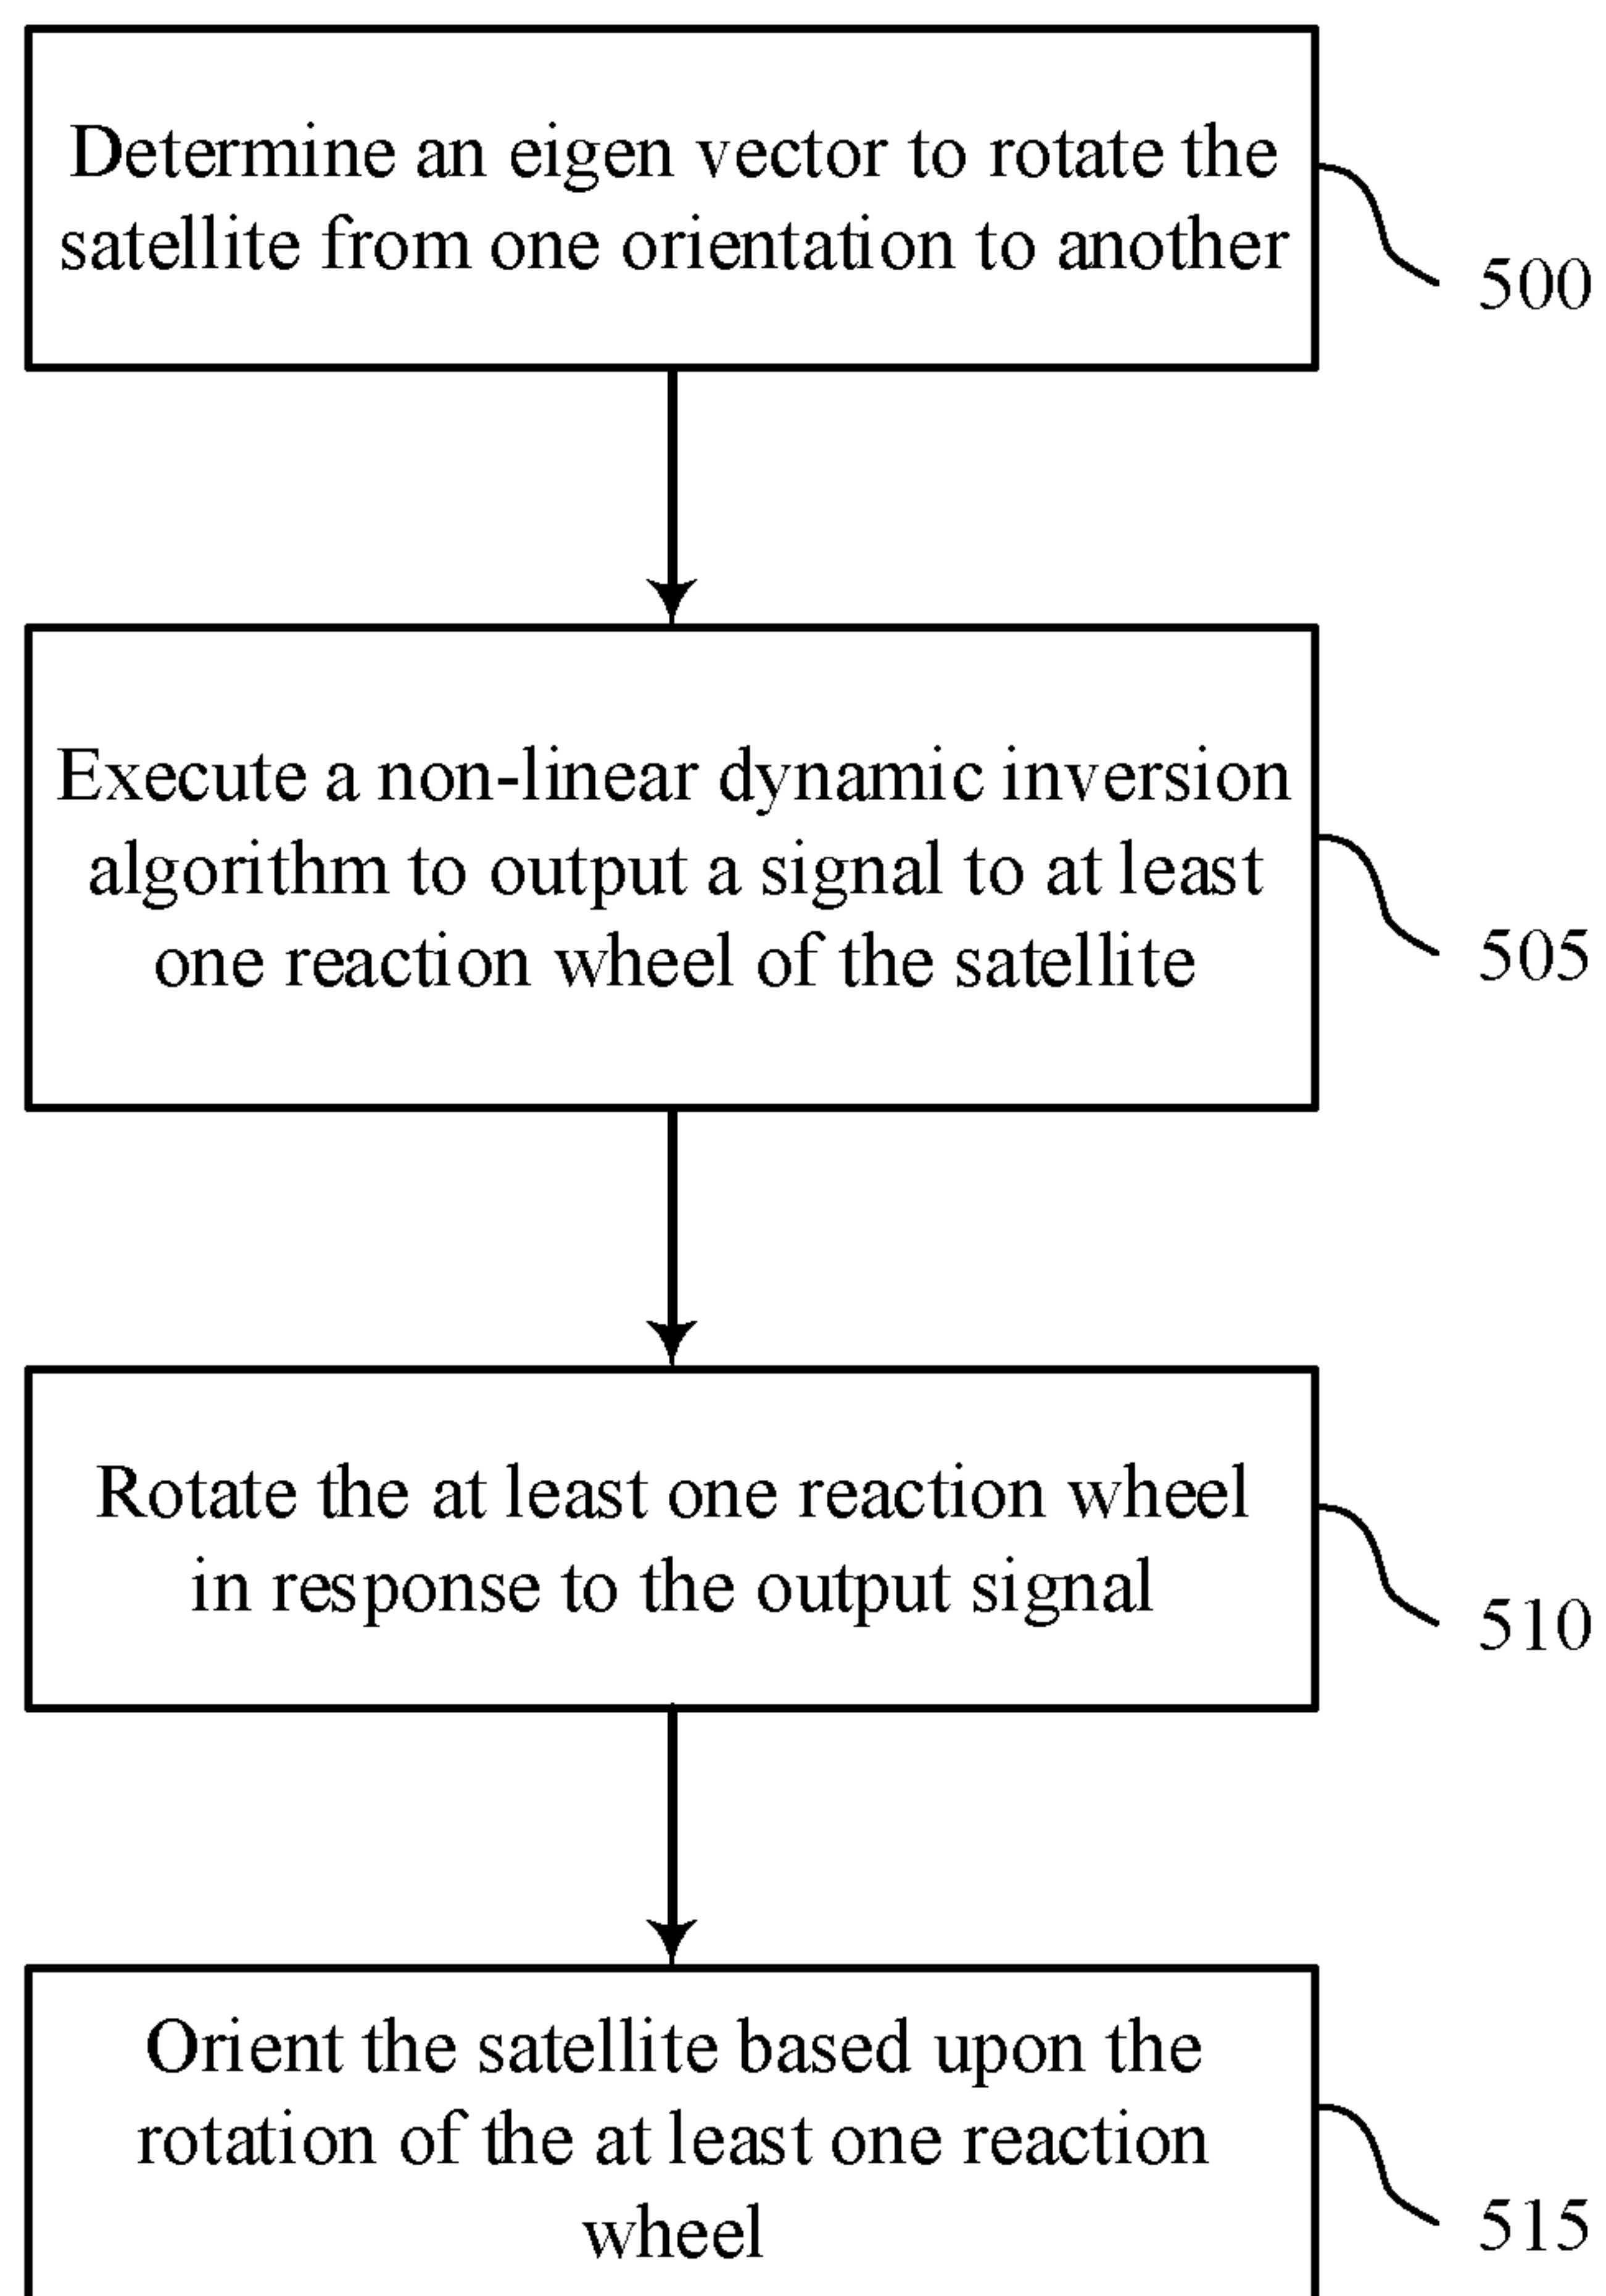 Determine an eigen vector to rotate the
satellite from one orientation to another
500
Execute a non-linear dynamic inversion
algorithm to output a signal to at least
one reaction wheel of the satellite
505
Rotate the at least one reaction wheel
in response to the output signal
510
Orient the satellite based upon the
rotation of the at least one reaction
wheel
515